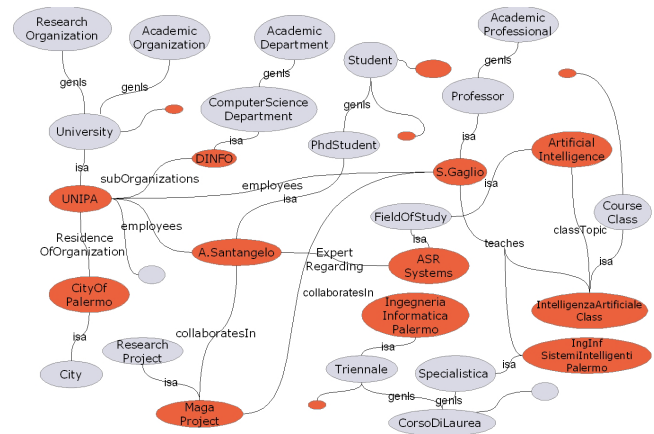 Research
Organization
Academic
Organization
Academic
Department
Student
Academic
Professional
genls
genls
genls
genls
genls
University
ComputerScience
Department
Professor
PhdStudent
Artificial
Intelligence
isa
isa
isa
isa
DINFO
subOrganizations
UNIPA
employees
isa
S.Gaglio
FieldOfStudy
Course
Class
Residence
OfOrganization
employees
A.Santangelo
Expert
Regarding
isa
ASR
Systems
teaches
classTopic
isa
CityOf
Palermo
collaboratesIn
Ingegneria
Informatica
Palermo
IntelligenzaArtificiale
Class
isa
City
Research
Project
collaboratesIn
isa
isa
Triennale
Specialistica
isa
IngInf
SistemiIntelligenti
Palermo
Maga
Project
genls
genls
CorsoDiLaurea